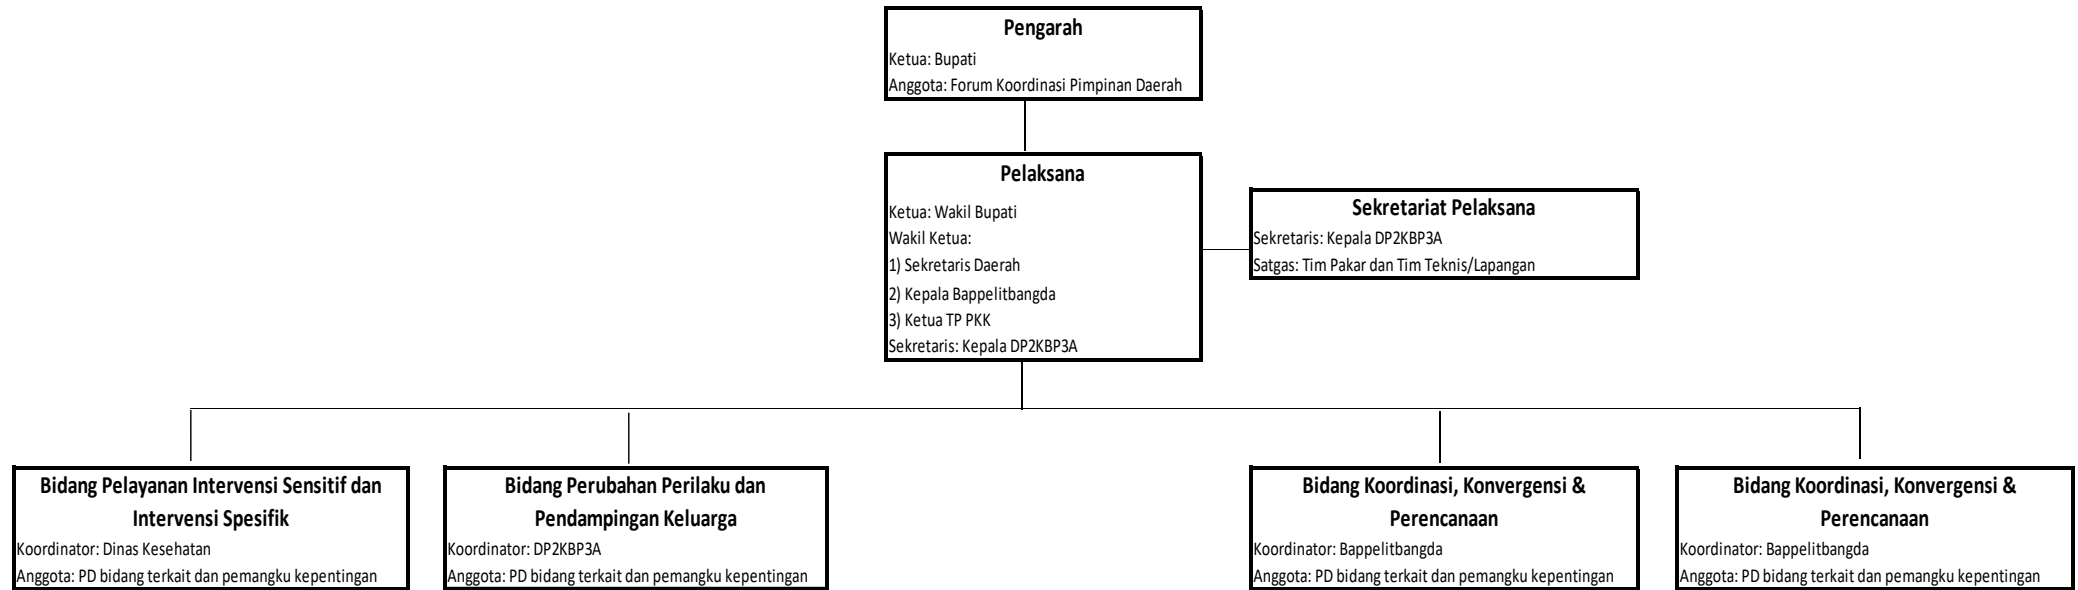 Pengarah
Ketua: Bupati
Anggota: Forum Koordinasi Pimpinan Daerah
Pelaksana
Ketua: Wakil Bupati
Wakil Ketua:
1) Sekretaris Daerah
2) Kepala Bappelitbangda
3) Ketua TP PKK
Sekretaris: Kepala DP2KBP3A
Sekretariat Pelaksana
Sekretaris: Kepala DP2KBP3A
Satgas: Tim Pakar dan Tim Teknis/Lapangan
Bidang Pelayanan Intervensi Sensitif dan
Intervensi Spesifik
Koordinator: Dinas Kesehatan
Anggota: PD bidang terkait dan pemangku kepentingan
Bidang Perubahan Perilaku dan
Pendampingan Keluarga
Koordinator: DP2KBP3A
Anggota: PD bidang terkait dan pemangku kepentingan
Bidang Koordinasi, Konvergensi &
Perencanaan
Koordinator: Bappelitbangda
Anggota: PD bidang terkait dan pemangku kepentingan
Bidang Koordinasi, Konvergensi &
Perencanaan
Koordinator: Bappelitbangda
Anggota: PD bidang terkait dan pemangku kepentingan